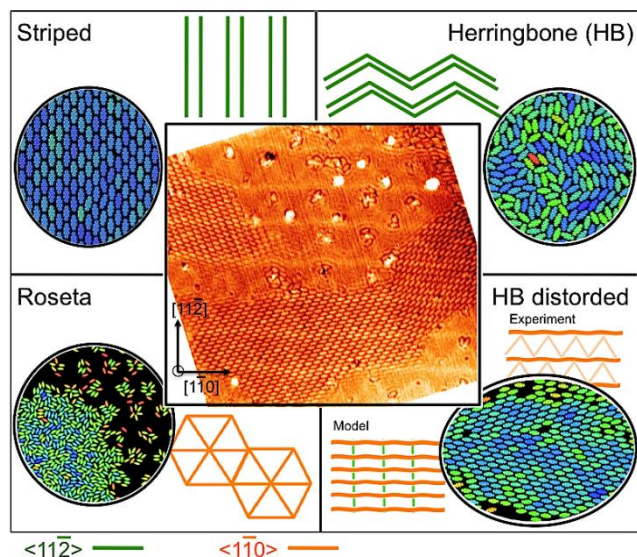 Striped
Herringbone (HB)
[112̄]
[11̄0]
Roseta
HB distorded
Experiment
Model
<112̄>
<11̄0>